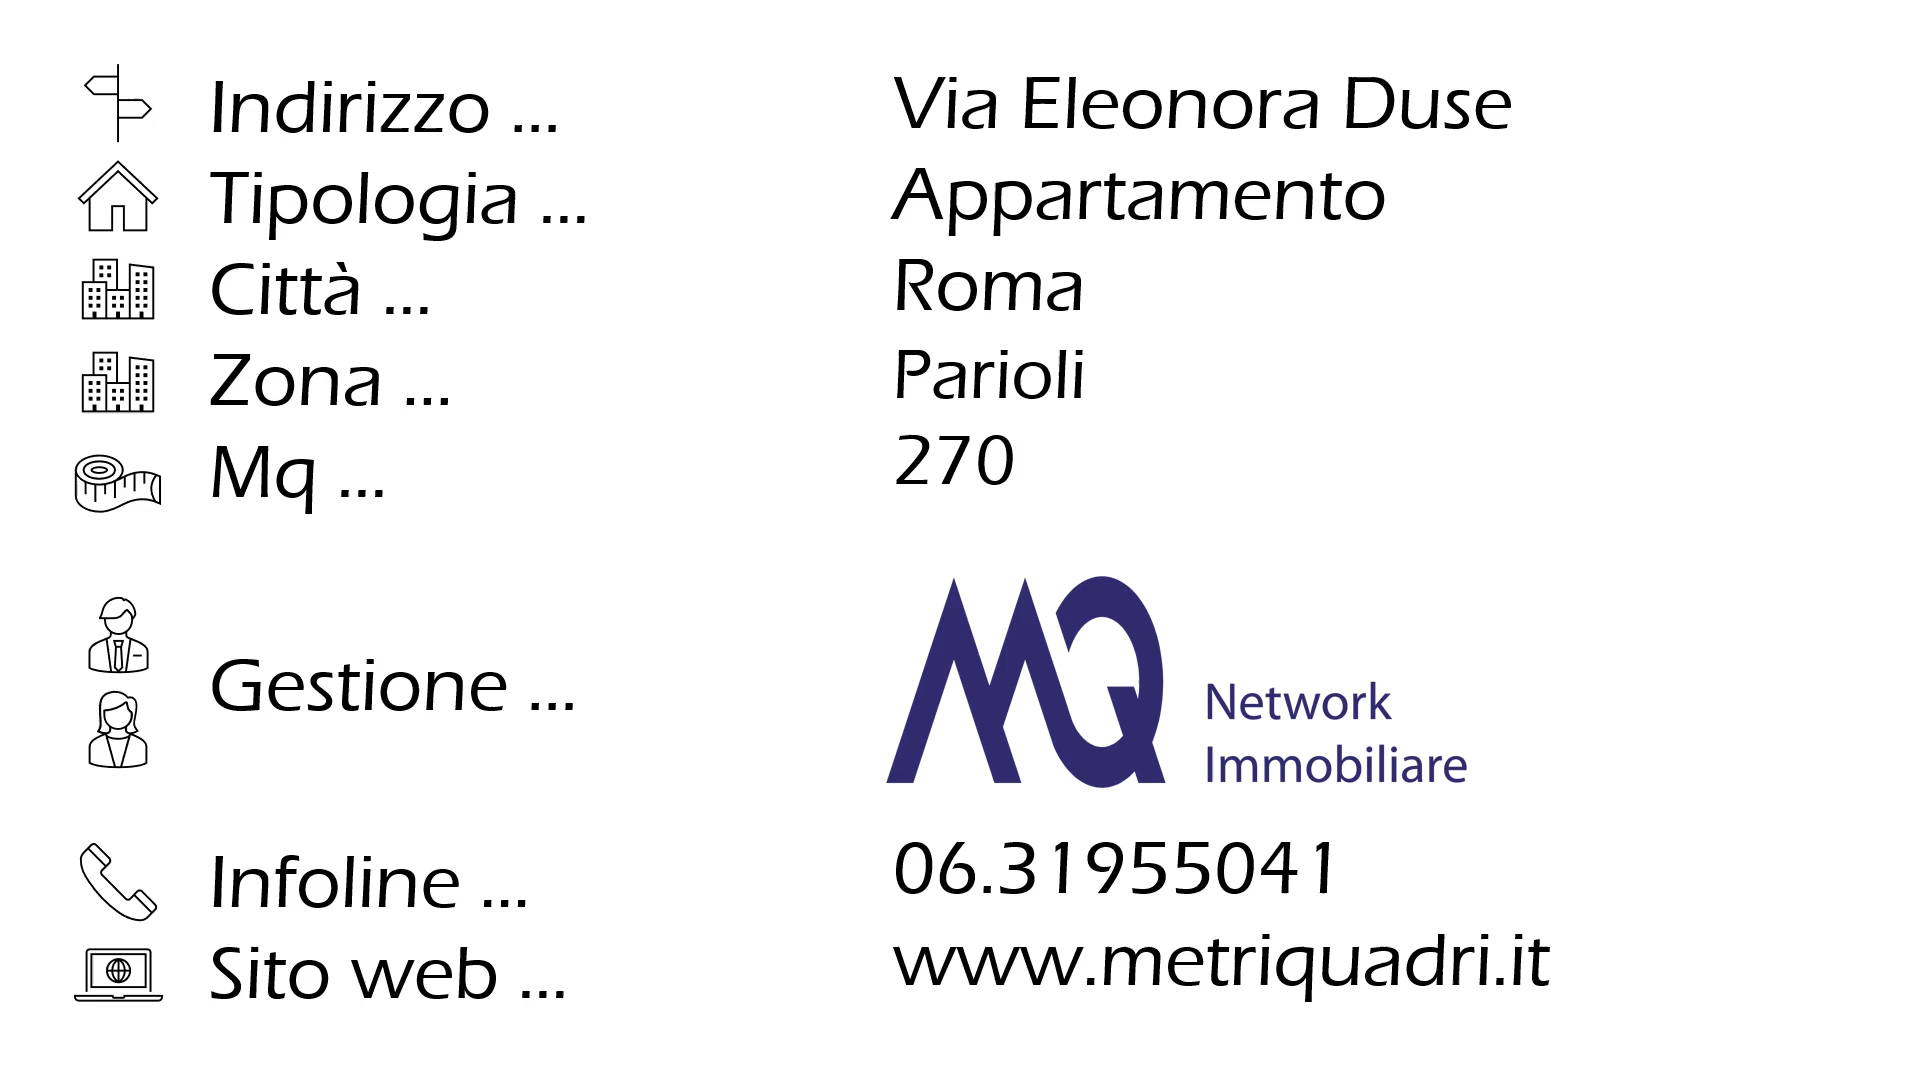 Indirizzo ... Via Eleonora Duse
Tipologia ... Appartamento
Città ... Roma
Zona ... Parioli
Mq ... 270
Gestione ... MQ Network
Immobiliare
Infoline ... 06.31955041
Sito web ... www.metriquadri.it